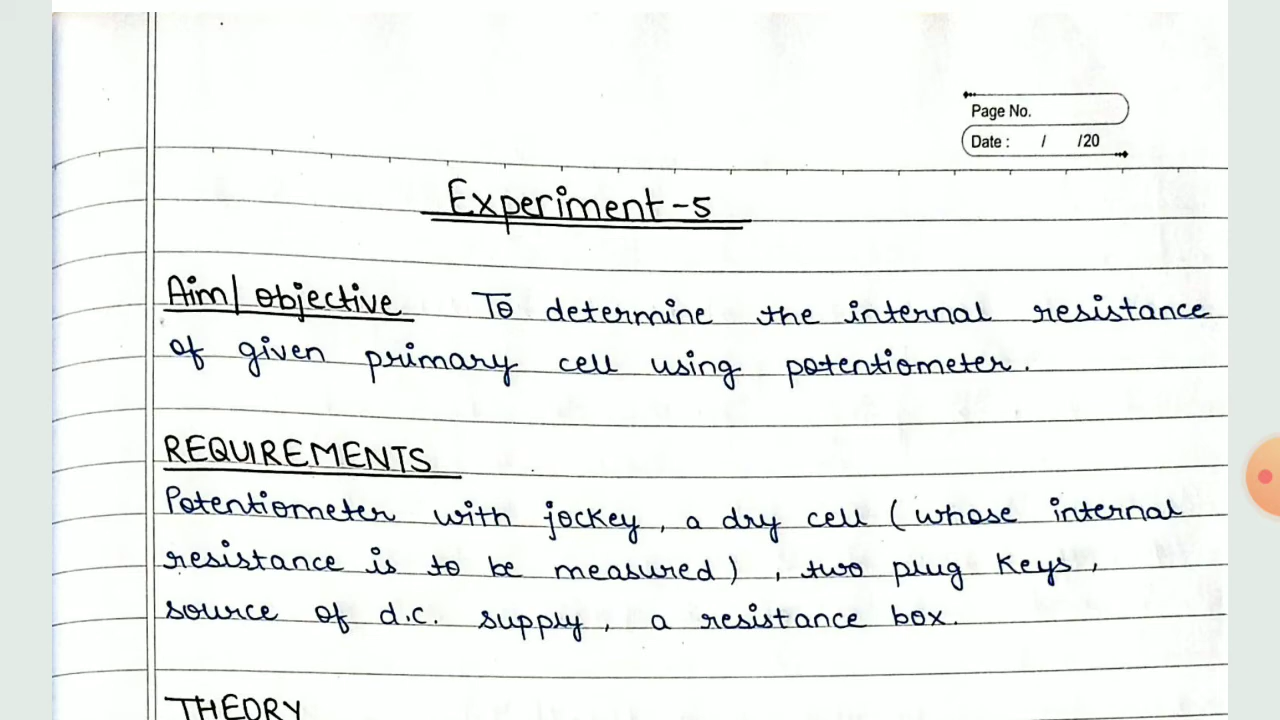 Page No.
Date : / /20
Experiment-5
Aim/objective To determine the internal resistance
of given primary cell using potentiometer.
REQUIREMENTS
Potentiometer with jockey, a dry cell (whose internal
resistance is to be measured), two plug keys,
source of d.c. supply, a resistance box.
THEORY